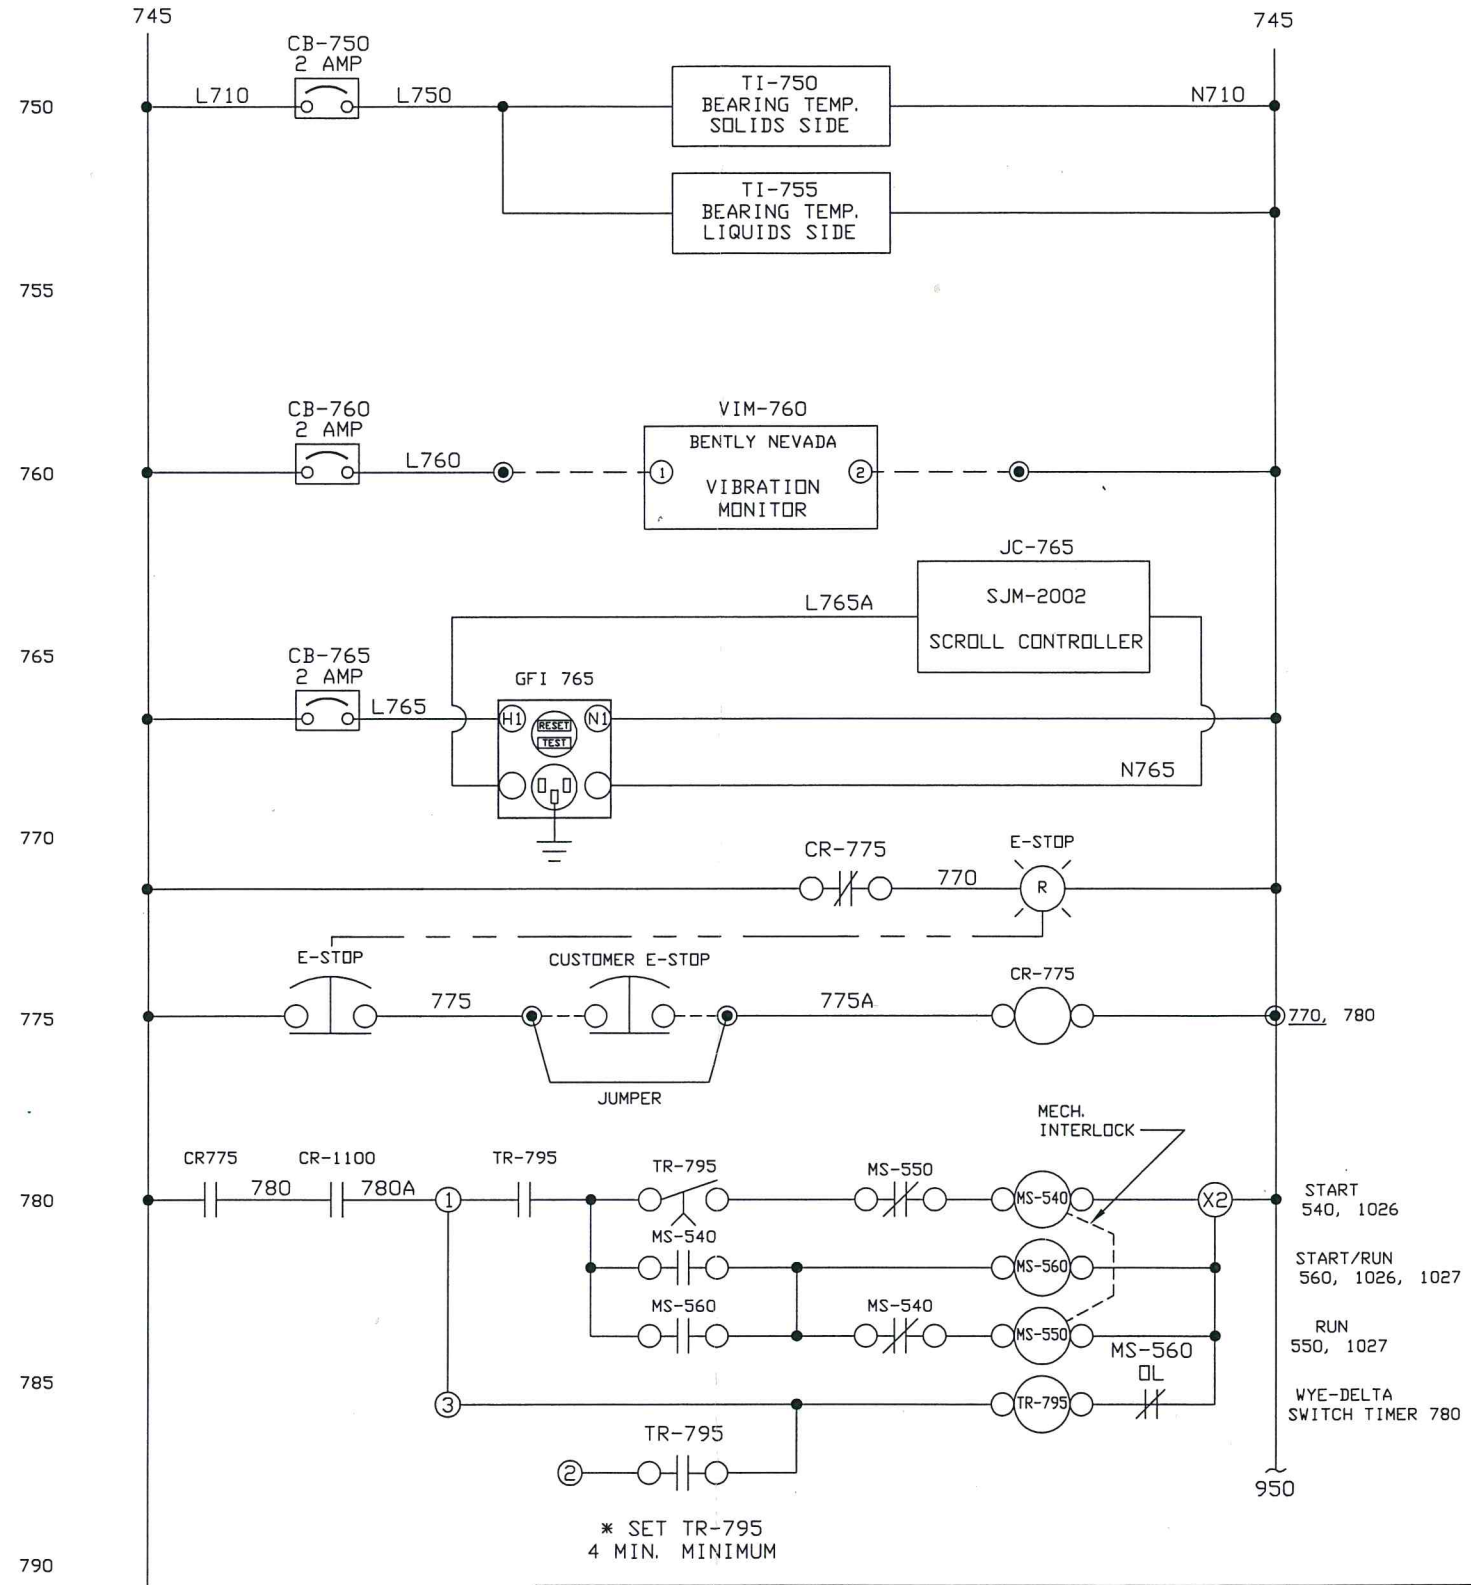 745
745
CB-750
2 AMP
750
L710
L750
TI-750
BEARING TEMP.
SOLIDS SIDE
N710
TI-755
BEARING TEMP.
LIQUIDS SIDE
755
CB-760
2 AMP
760
L760
VIM-760
BENTLY NEVADA
1
2
VIBRATION
MONITOR
JC-765
SJM-2002
SCROLL CONTROLLER
L765A
765
CB-765
2 AMP
L765
GFI 765
H1
RESET
TEST
N1
N765
770
CR-775
770
E-STOP
R
E-STOP
CUSTOMER E-STOP
CR-775
775
775
775A
770, 780
JUMPER
MECH.
INTERLOCK
CR775
CR-1100
TR-795
TR-795
MS-550
780
780
780A
1
MS-540
X2
START
540, 1026
MS-540
MS-560
START/RUN
560, 1026, 1027
MS-560
MS-540
MS-550
RUN
550, 1027
785
MS-560
OL
3
TR-795
WYE-DELTA
SWITCH TIMER 780
TR-795
2
950
* SET TR-795
4 MIN. MINIMUM
790